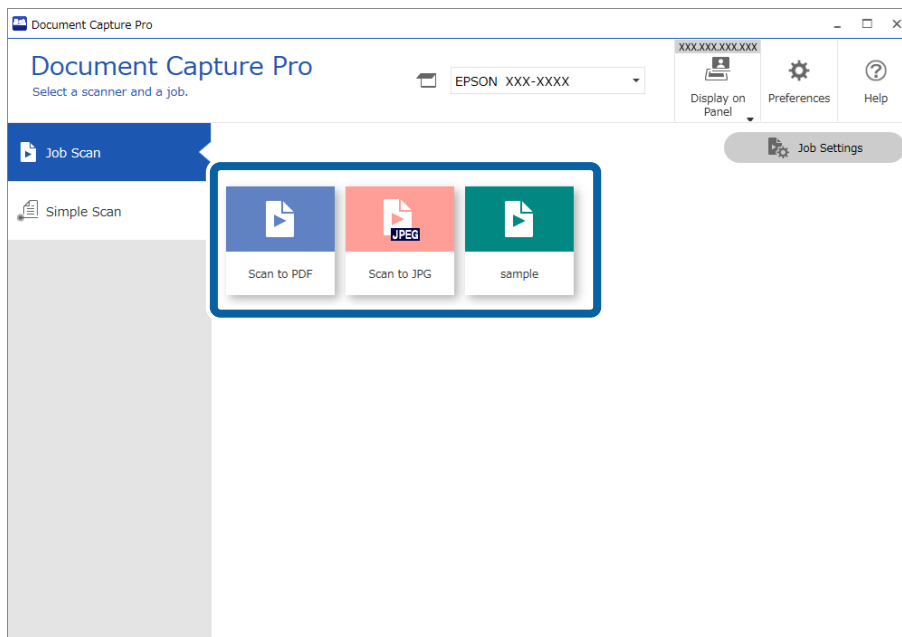 Document Capture Pro
Document Capture Pro
Select a scanner and a job.
EPSON XXX-XXXX
XXX.XXX.XXX.XXX
Display on
Panel
Preferences
Help
Job Scan
Simple Scan
Job Settings
JPEG
Scan to PDF
Scan to JPG
sample